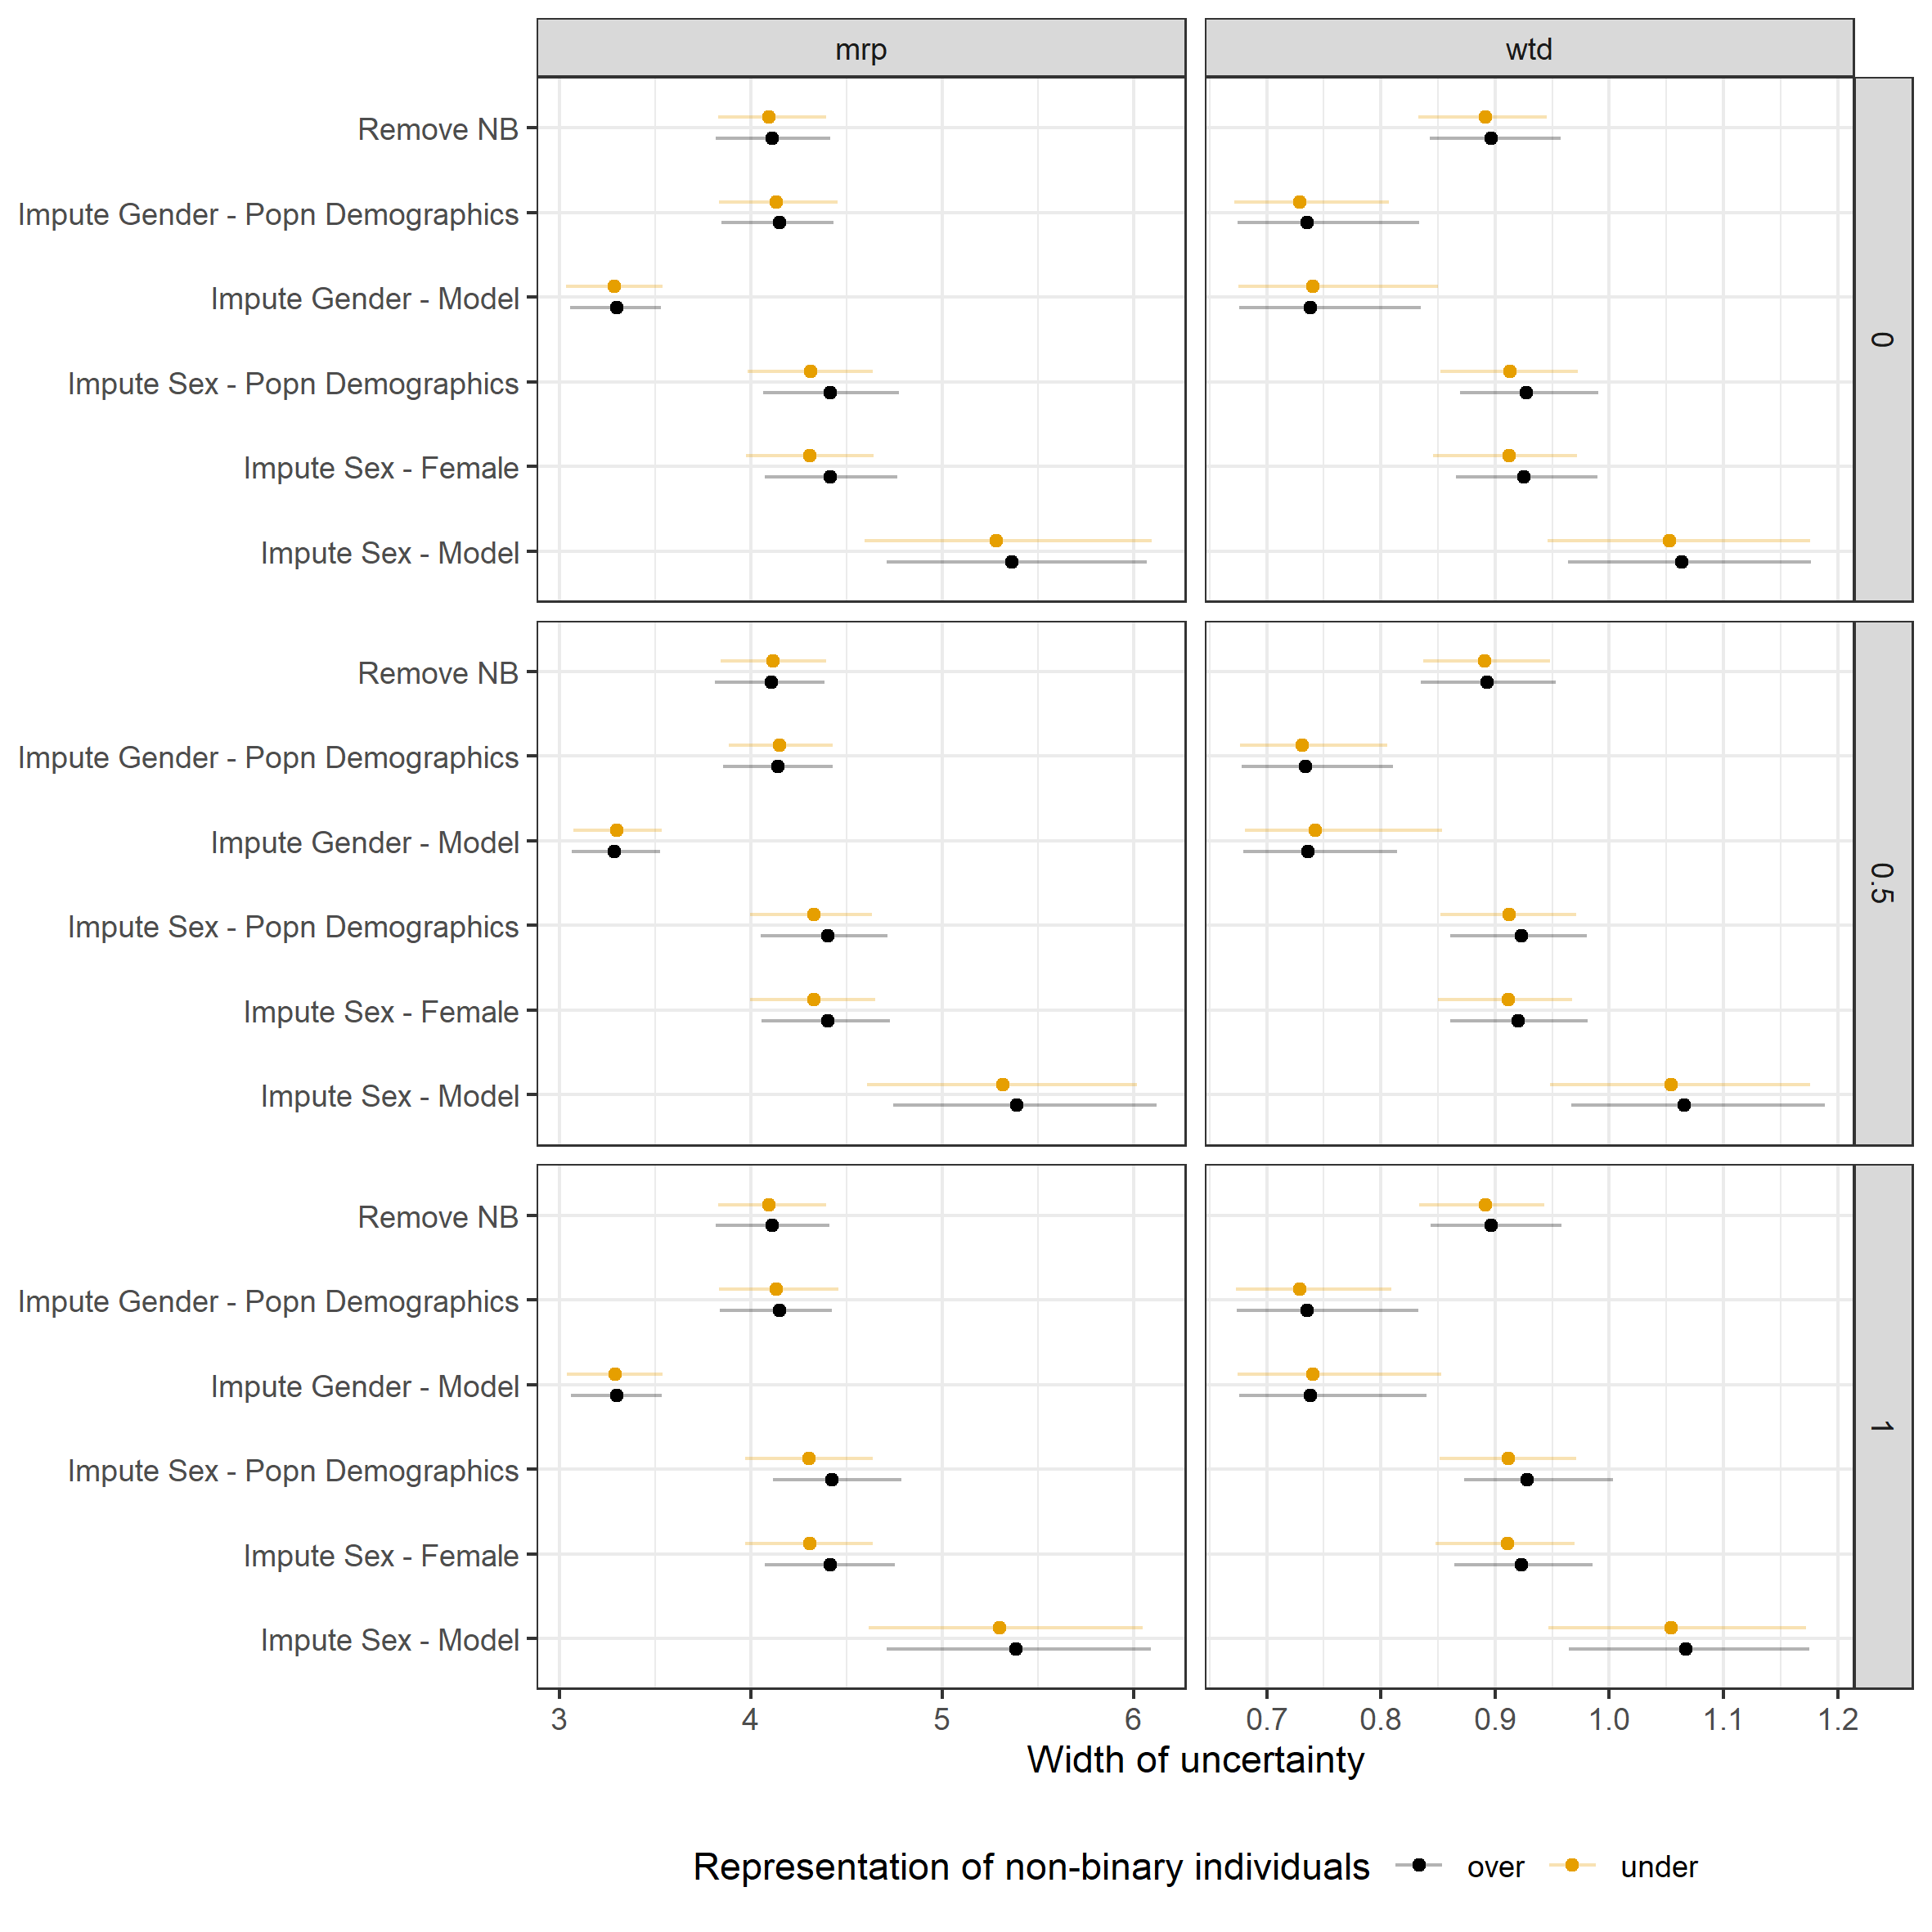 mrp
wtd
Remove NB
Impute Gender - Popn Demographics
Impute Gender - Model
Impute Sex - Popn Demographics
Impute Sex - Female
Impute Sex - Model
0
Remove NB
Impute Gender - Popn Demographics
Impute Gender - Model
Impute Sex - Popn Demographics
Impute Sex - Female
Impute Sex - Model
0.5
Remove NB
Impute Gender - Popn Demographics
Impute Gender - Model
Impute Sex - Popn Demographics
Impute Sex - Female
Impute Sex - Model
1
3 4 5 6 0.7 0.8 0.9 1.0 1.1 1.2
Width of uncertainty
Representation of non-binary individuals over under